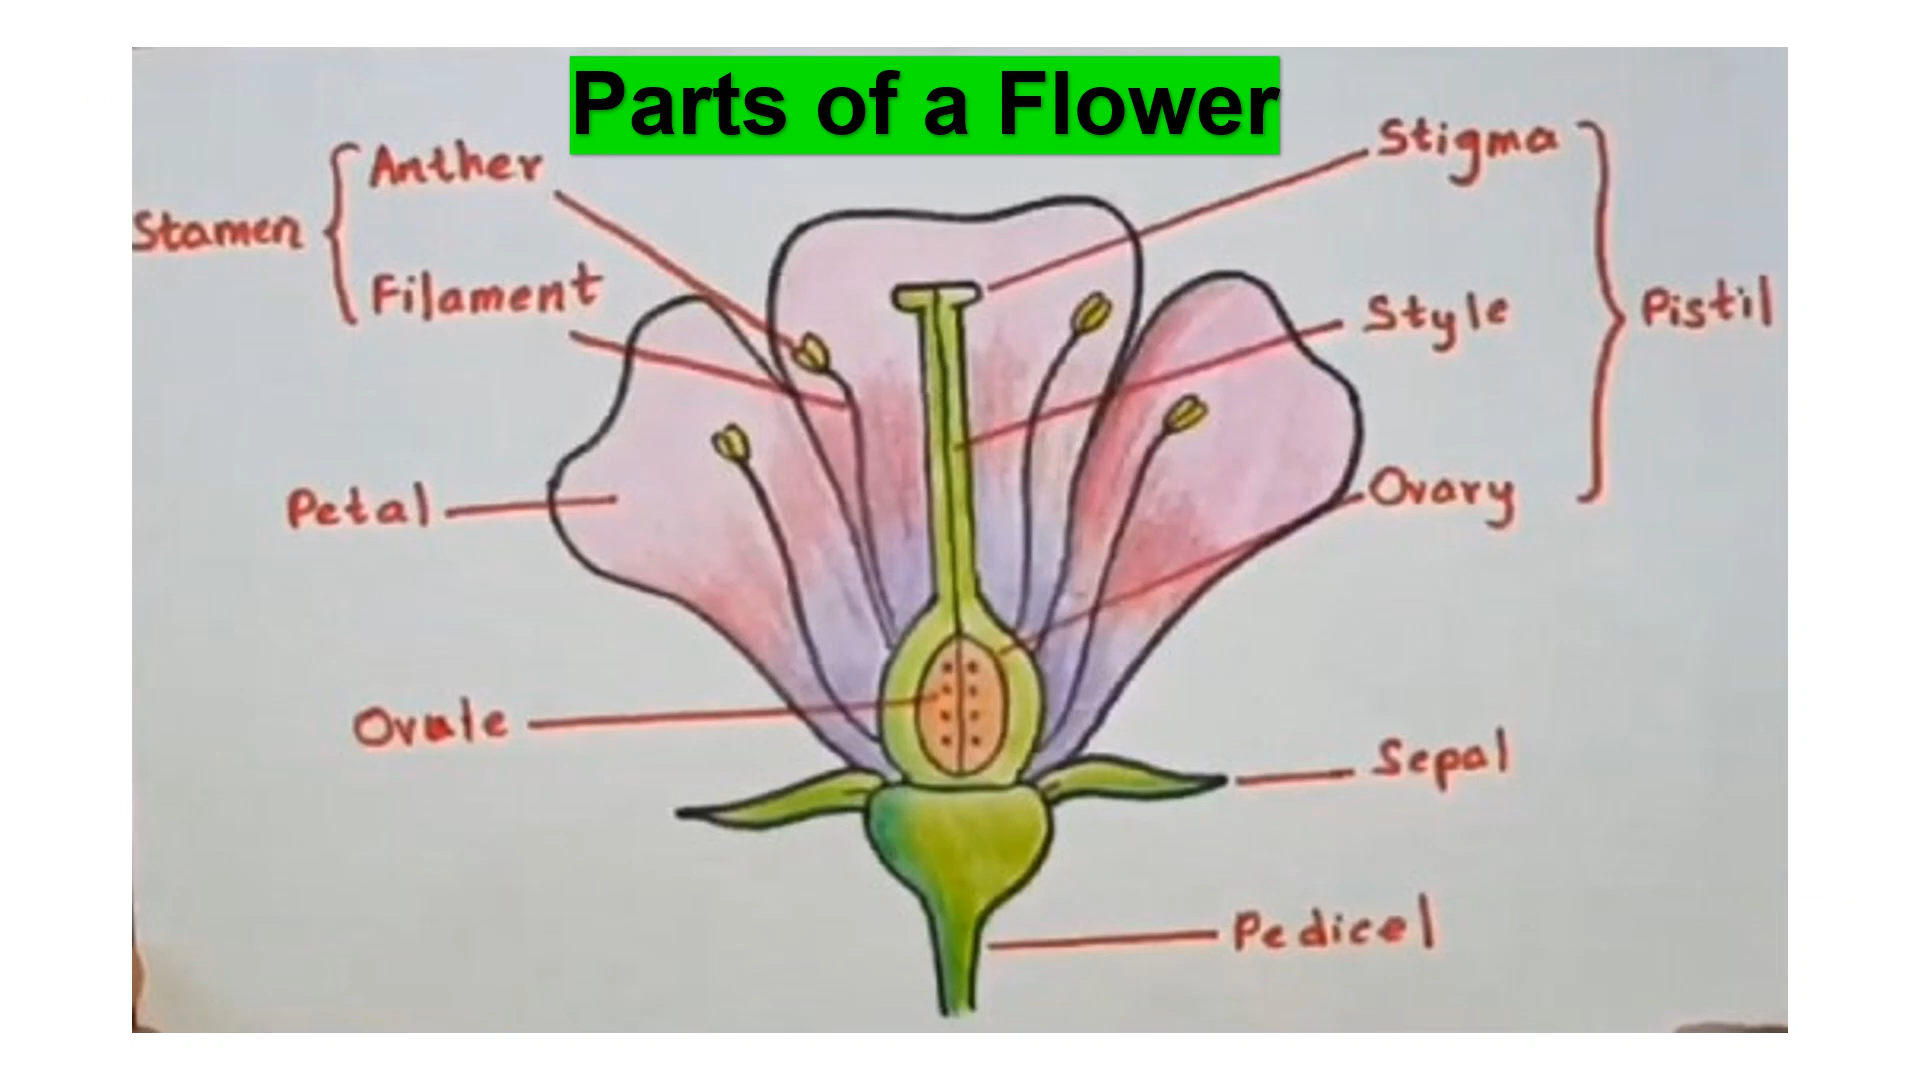 Parts of a Flower
Anther
Stamen
Filament
Petal
Ovule
Stigma
Style
Pistil
Ovary
Sepal
Pedicel